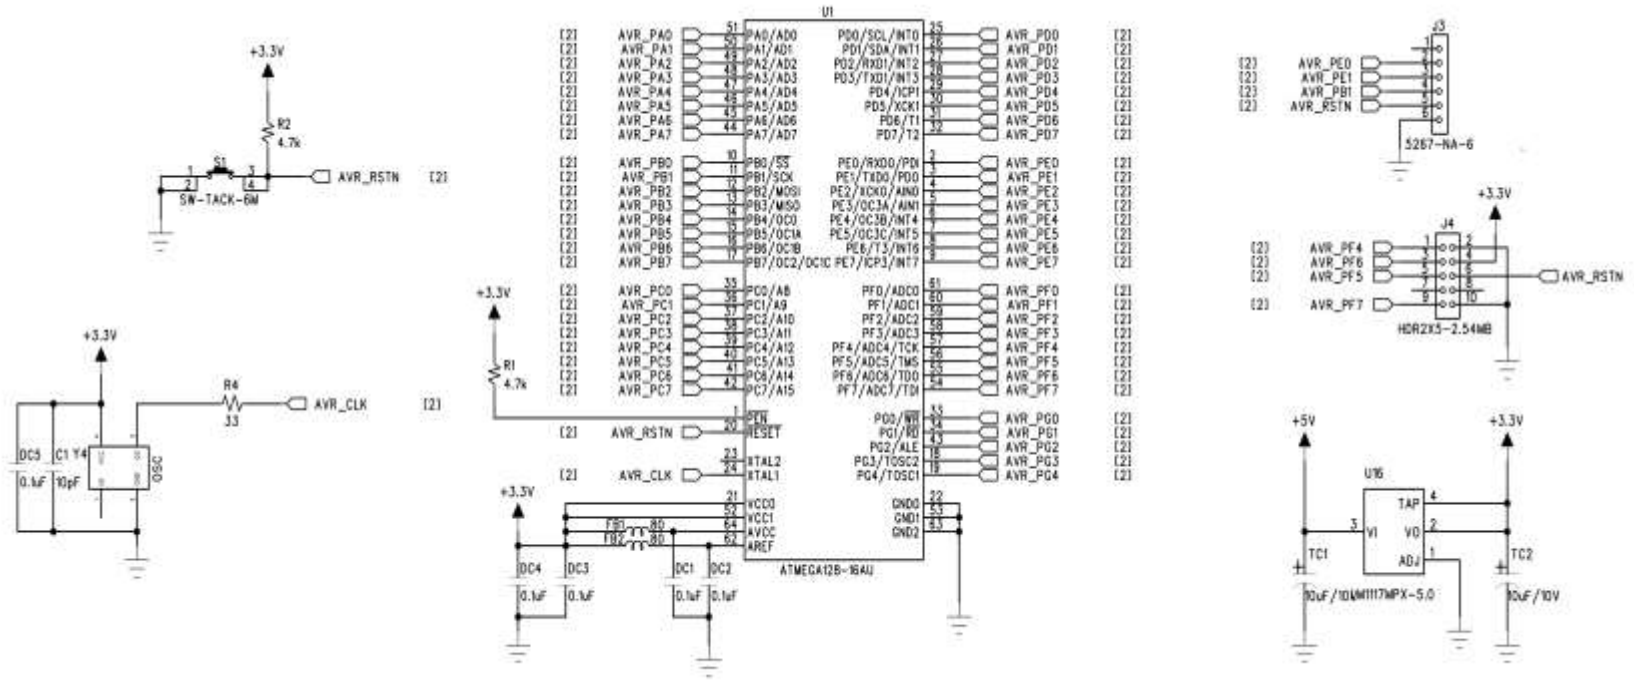 U1
[2] AVR_PA0 51 PA0/AD0 PD0/SCL/INT0 25 AVR_PD0 [2]
[2] AVR_PA1 50 PA1/AD1 PD1/SDA/INT1 26 AVR_PD1 [2]
[2] AVR_PA2 49 PA2/AD2 PD2/RXD1/INT2 27 AVR_PD2 [2]
[2] AVR_PA3 48 PA3/AD3 PD3/TXD1/INT3 28 AVR_PD3 [2]
[2] AVR_PA4 47 PA4/AD4 PD4/ICP1 29 AVR_PD4 [2]
[2] AVR_PA5 46 PA5/AD5 PD5/XCK1 30 AVR_PD5 [2]
[2] AVR_PA6 45 PA6/AD6 PD6/T1 31 AVR_PD6 [2]
[2] AVR_PA7 44 PA7/AD7 PD7/T2 32 AVR_PD7 [2]
[2] AVR_PB0 10 PB0/SS PE0/RXD0/PDI 2 AVR_PE0 [2]
[2] AVR_PB1 11 PB1/SCK PE1/TXD0/PDO 3 AVR_PE1 [2]
[2] AVR_PB2 12 PB2/MOSI PE2/XCK0/AIN0 4 AVR_PE2 [2]
[2] AVR_PB3 13 PB3/MISO PE3/OC3A/AIN1 5 AVR_PE3 [2]
[2] AVR_PB4 14 PB4/OC0 PE4/OC3B/INT4 6 AVR_PE4 [2]
[2] AVR_PB5 15 PB5/OC1A PE5/OC3C/INT5 7 AVR_PE5 [2]
[2] AVR_PB6 16 PB6/OC1B PE6/T3/INT6 8 AVR_PE6 [2]
[2] AVR_PB7 17 PB7/OC2/OC1C PE7/ICP3/INT7 9 AVR_PE7 [2]
[2] AVR_PC0 35 PC0/A8 PF0/ADC0 61 AVR_PF0 [2]
[2] AVR_PC1 36 PC1/A9 PF1/ADC1 60 AVR_PF1 [2]
[2] AVR_PC2 37 PC2/A10 PF2/ADC2 59 AVR_PF2 [2]
[2] AVR_PC3 38 PC3/A11 PF3/ADC3 58 AVR_PF3 [2]
[2] AVR_PC4 39 PC4/A12 PF4/ADC4/TCK 57 AVR_PF4 [2]
[2] AVR_PC5 40 PC5/A13 PF5/ADC5/TMS 56 AVR_PF5 [2]
[2] AVR_PC6 41 PC6/A14 PF6/ADC6/TDO 55 AVR_PF6 [2]
[2] AVR_PC7 42 PC7/A15 PF7/ADC7/TDI 54 AVR_PF7 [2]
1 PEN PG0/WR 33 AVR_PG0 [2]
[2] AVR_RSTN 20 RESET PG1/RD 34 AVR_PG1 [2]
PG2/ALE 43 AVR_PG2 [2]
23 XTAL2 PG3/TOSC2 18 AVR_PG3 [2]
[2] AVR_CLK 24 XTAL1 PG4/TOSC1 19 AVR_PG4 [2]
21 VCC0 GND0 22
52 VCC1 GND1 53
FB1 80 64 AVCC GND2 63
FB2 80 62 AREF
ATMEGA128-16AU
+3.3V
R1
4.7k
+3.3V
DC4 DC3 DC1 DC2
0.1uF 0.1uF 0.1uF 0.1uF
+3.3V
R2
4.7k
1 S1 3 AVR_RSTN [2]
2 4
SW-TACK-6M
+3.3V
R4
33
AVR_CLK [2]
DC5 C1 Y4
0.1uF 10pF
OSC
J3
1
[2] AVR_PE0
[2] AVR_PE1
[2] AVR_PB1
[2] AVR_RSTN
6
5267-NA-6
+3.3V
J4
[2] AVR_PF4 1 2
[2] AVR_PF6 3 4
[2] AVR_PF5 5 6 AVR_RSTN
7 8
[2] AVR_PF7 9 10
HDR2X5-2.54MB
+5V +3.3V
U16
TAP 4
3 VI VO 2
ADJ 1
TC1 TC2
10uF/10V 10uF/10V